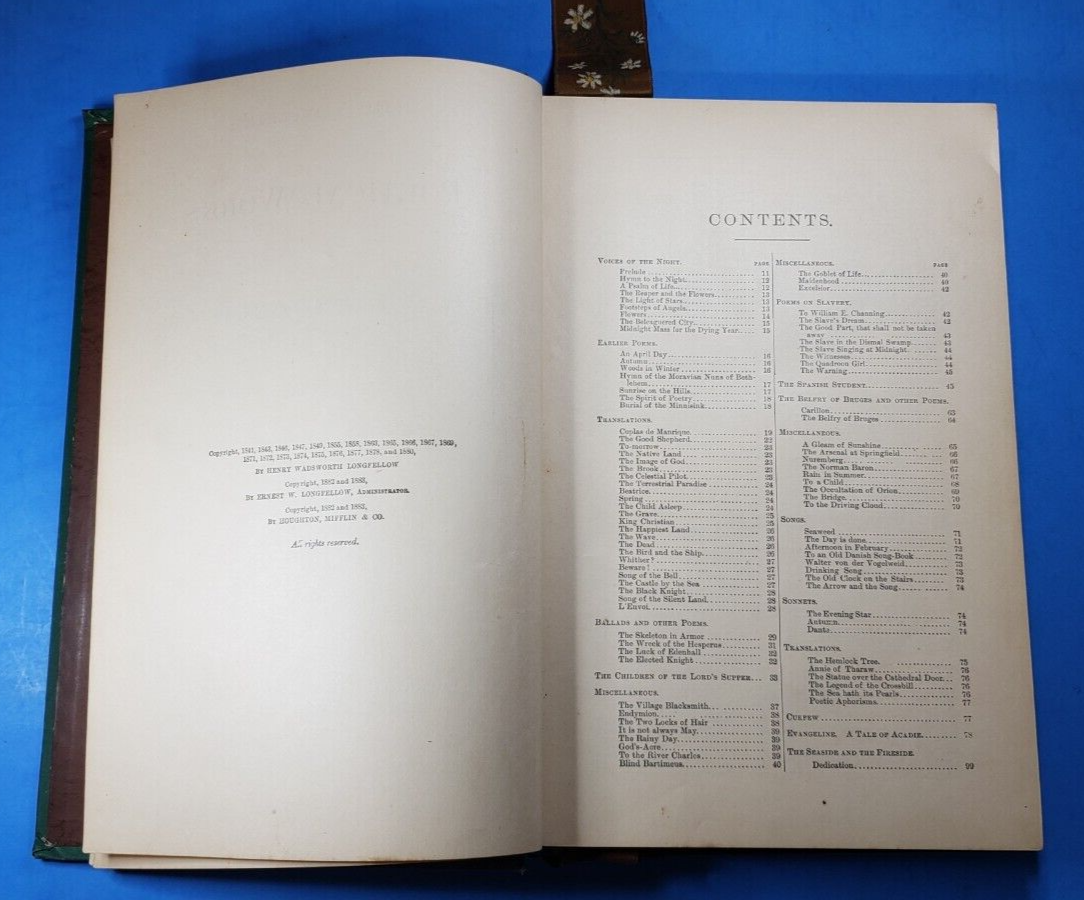 Copyright, 1841, 1843, 1846, 1847, 1849, 1855, 1858, 1863, 1865, 1866, 1867, 1869,
1871, 1872, 1873, 1874, 1875, 1876, 1877, 1878, and 1880,
BY HENRY WADSWORTH LONGFELLOW
Copyright, 1882 and 1883,
BY ERNEST W. LONGFELLOW, ADMINISTRATOR.
Copyright, 1882 and 1883,
BY HOUGHTON, MIFFLIN & CO.
All rights reserved.
CONTENTS.
VOICES OF THE NIGHT. PAGE
Prelude 11
Hymn to the Night 12
A Psalm of Life 12
The Reaper and the Flowers 13
The Light of Stars 13
Footsteps of Angels 13
Flowers 14
The Beleaguered City 15
Midnight Mass for the Dying Year 15
EARLIER POEMS.
An April Day 16
Autumn 16
Woods in Winter 16
Hymn of the Moravian Nuns of Beth-
lehem 17
Sunrise on the Hills 17
The Spirit of Poetry 18
Burial of the Minnisink 18
TRANSLATIONS.
Coplas de Manrique 19
The Good Shepherd 22
To-morrow 23
The Native Land 23
The Image of God 23
The Brook 23
The Celestial Pilot 23
The Terrestrial Paradise 24
Beatrice 24
Spring 24
The Child Asleep 24
The Grave 25
King Christian 25
The Happiest Land 26
The Wave 26
The Dead 26
The Bird and the Ship 26
Whither? 27
Beware! 27
Song of the Bell 27
The Castle by the Sea 27
The Black Knight 28
Song of the Silent Land 28
L'Envoi 28
BALLADS AND OTHER POEMS.
The Skeleton in Armor 29
The Wreck of the Hesperus 31
The Luck of Edenhall 32
The Elected Knight 32
THE CHILDREN OF THE LORD'S SUPPER 33
MISCELLANEOUS.
The Village Blacksmith 37
Endymion 38
The Two Locks of Hair 38
It is not always May 39
The Rainy Day 39
God's-Acre 39
To the River Charles 39
Blind Bartimeus 40
MISCELLANEOUS. PAGE
The Goblet of Life 40
Maidenhood 40
Excelsior 42
POEMS ON SLAVERY.
To William E. Channing 42
The Slave's Dream 42
The Good Part, that shall not be taken
away 43
The Slave in the Dismal Swamp 43
The Slave Singing at Midnight 44
The Witnesses 44
The Quadroon Girl 44
The Warning 45
THE SPANISH STUDENT 45
THE BELFRY OF BRUGES AND OTHER POEMS.
Carillon 63
The Belfry of Bruges 64
MISCELLANEOUS.
A Gleam of Sunshine 65
The Arsenal at Springfield 65
Nuremberg 66
The Norman Baron 67
Rain in Summer 67
To a Child 68
The Occultation of Orion 69
The Bridge 70
To the Driving Cloud 70
SONGS.
Seaweed 71
The Day is done 71
Afternoon in February 72
To an Old Danish Song-Book 72
Walter von der Vogelweid 73
Drinking Song 73
The Old Clock on the Stairs 73
The Arrow and the Song 74
SONNETS.
The Evening Star 74
Autumn 74
Dante 74
TRANSLATIONS.
The Hemlock Tree. 75
Annie of Tharaw 76
The Statue over the Cathedral Door 76
The Legend of the Crossbill 76
The Sea hath its Pearls 76
Poetic Aphorisms 77
CURFEW 77
EVANGELINE. A TALE OF ACADIE 78
THE SEASIDE AND THE FIRESIDE.
Dedication 99